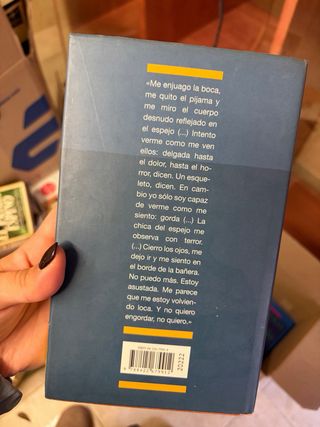 «Me enjuago la boca,
me quito el pijama y
me miro el cuerpo
desnudo reflejado en
el espejo (...) Intento
verme como me ven
ellos: delgada hasta
el dolor, hasta el ho-
rror, dicen. Un esque-
leto, dicen. En cam-
bio yo sólo soy capaz
de verme como me
siento: gorda (...) La
chica del espejo me
observa con terror.
(...) Cierro los ojos, me
dejo ir y me siento en
el borde de la bañera.
No puedo más. Estoy
asustada. Me parece
que me estoy volvien-
do loca. Y no quiero
engordar, no quiero.»
20222